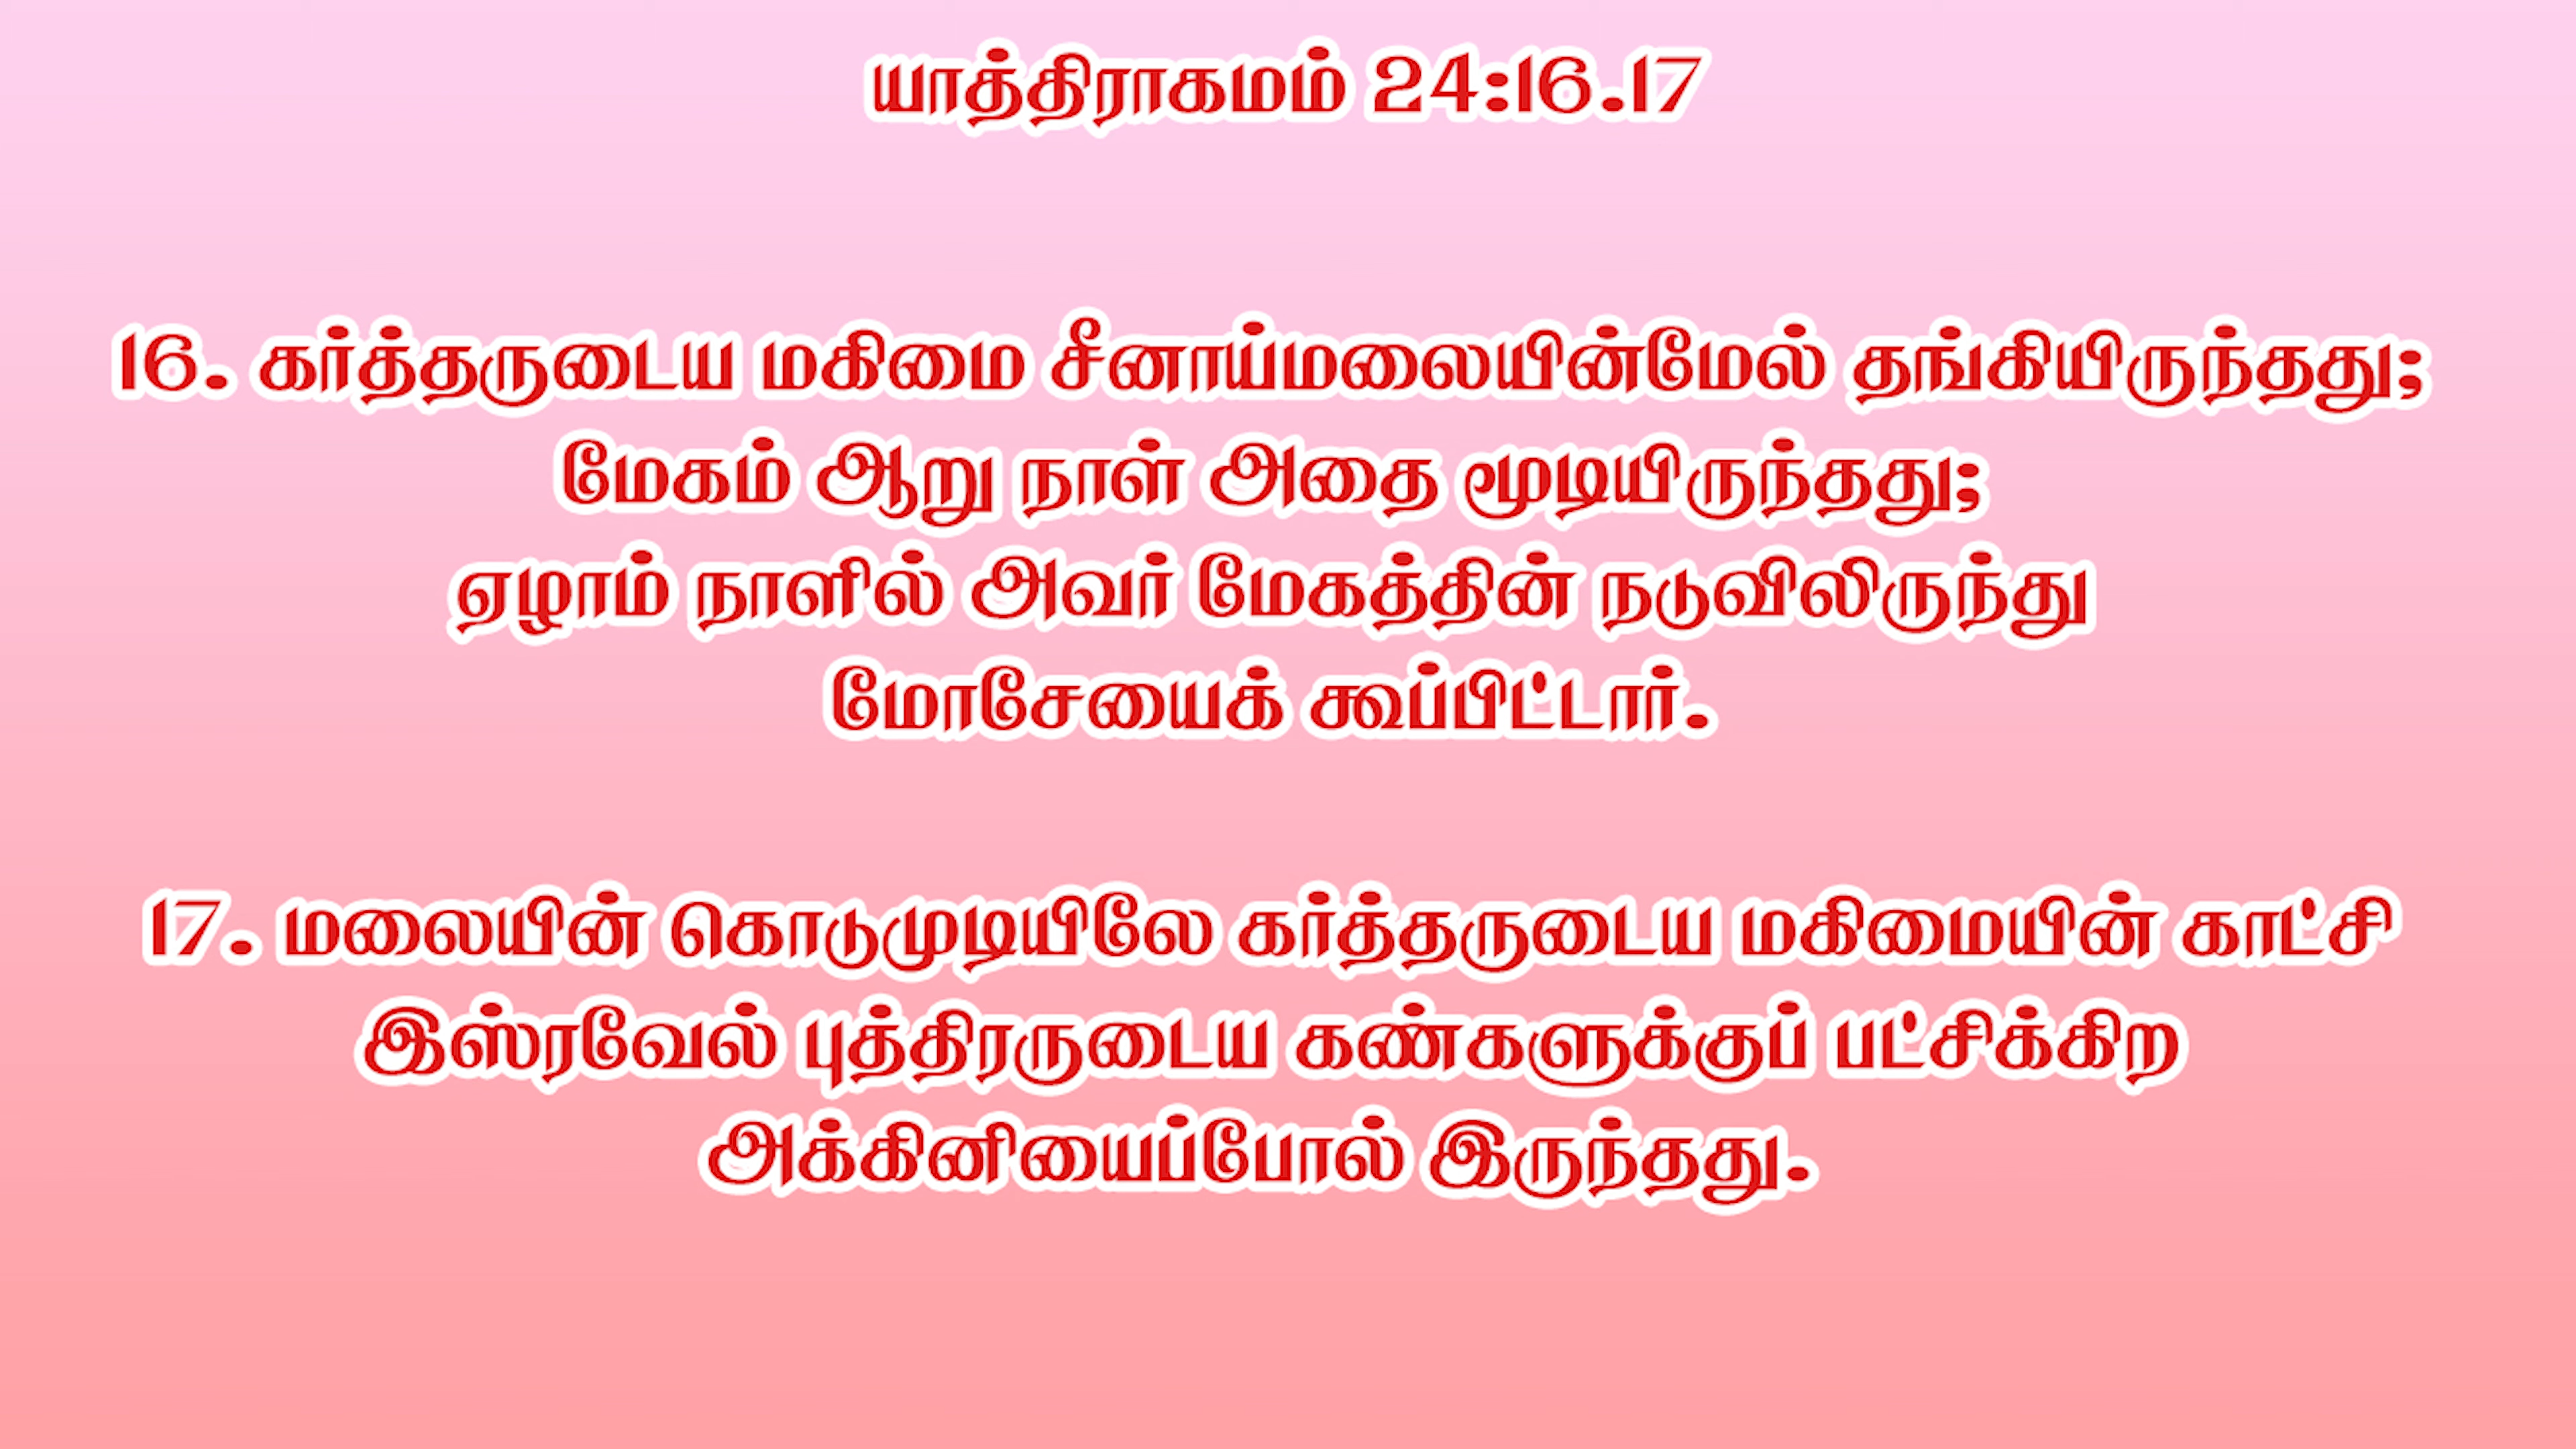 யாத்திராகமம் 24:16.17
16. கர்த்தருடைய மகிமை சீனாய்மலையின்மேல் தங்கியிருந்தது;
மேகம் ஆறு நாள் அதை மூடியிருந்தது;
ஏழாம் நாளில் அவர் மேகத்தின் நடுவிலிருந்து
மோசேயைக் கூப்பிட்டார்.
17. மலையின் கொடுமுடியிலே கர்த்தருடைய மகிமையின் காட்சி
இஸ்ரவேல் புத்திரருடைய கண்களுக்குப் பட்சிக்கிற
அக்கினியைப்போல் இருந்தது.